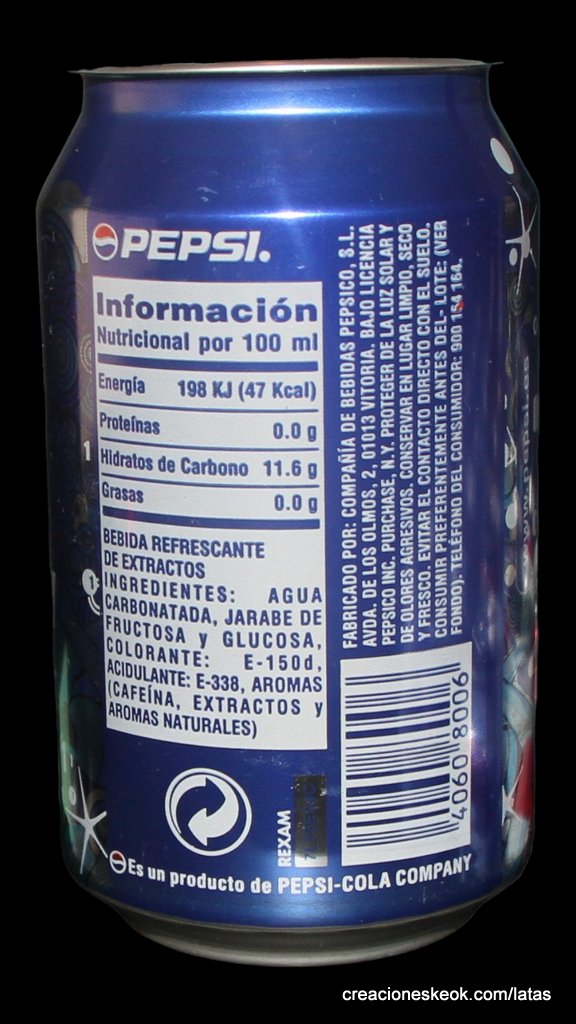 PEPSI.
Información
Nutricional por 100 ml
Energía 198 KJ (47 Kcal)
Proteínas 0.0 g
Hidratos de Carbono 11.6 g
Grasas 0.0 g
BEBIDA REFRESCANTE
DE EXTRACTOS
INGREDIENTES: AGUA
CARBONATADA, JARABE DE
FRUCTOSA y GLUCOSA,
COLORANTE: E-150d,
ACIDULANTE: E-338, AROMAS
(CAFEÍNA, EXTRACTOS y
AROMAS NATURALES)
FABRICADO POR: COMPAÑÍA DE BEBIDAS PEPSICO, S.L.
AVDA. DE LOS OLMOS, 2, 01013 VITORIA. BAJO LICENCIA
PEPSICO INC. PURCHASE, N.Y. PROTEGER DE LA LUZ SOLAR Y
DE OLORES AGRESIVOS, CONSERVAR EN LUGAR LIMPIO, SECO
Y FRESCO. EVITAR EL CONTACTO DIRECTO CON EL SUELO.
CONSUMIR PREFERENTEMENTE ANTES DEL- LOTE: (VER
FONDO). TELÉFONO DEL CONSUMIDOR: 900 164 164.
4060 8006
REXAM
Es un producto de PEPSI-COLA COMPANY
1
1
creacioneskeok.com/latas